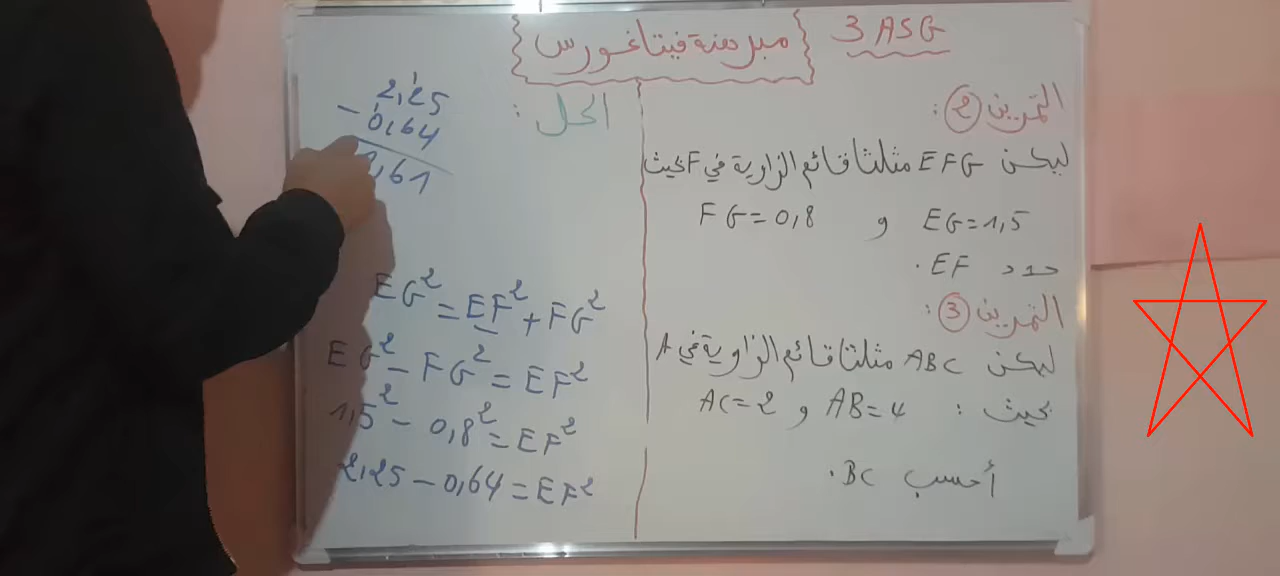 3 ASG مبرهنة فيتاغورس
التمرين 2 :
ليكن EFG مثلثا قائم الزاوية في F بحيث
EG=1,5 و FG=0,8
حدد EF.
التمرين 3 :
ليكن ABC مثلثا قائم الزاوية في A
بحيث : AB=4 و AC=2
أحسب BC.
الحل :
2,25
- 0,64
,61
EG² = EF² + FG²
EG² - FG² = EF²
1,5² - 0,8² = EF²
2,25 - 0,64 = EF²